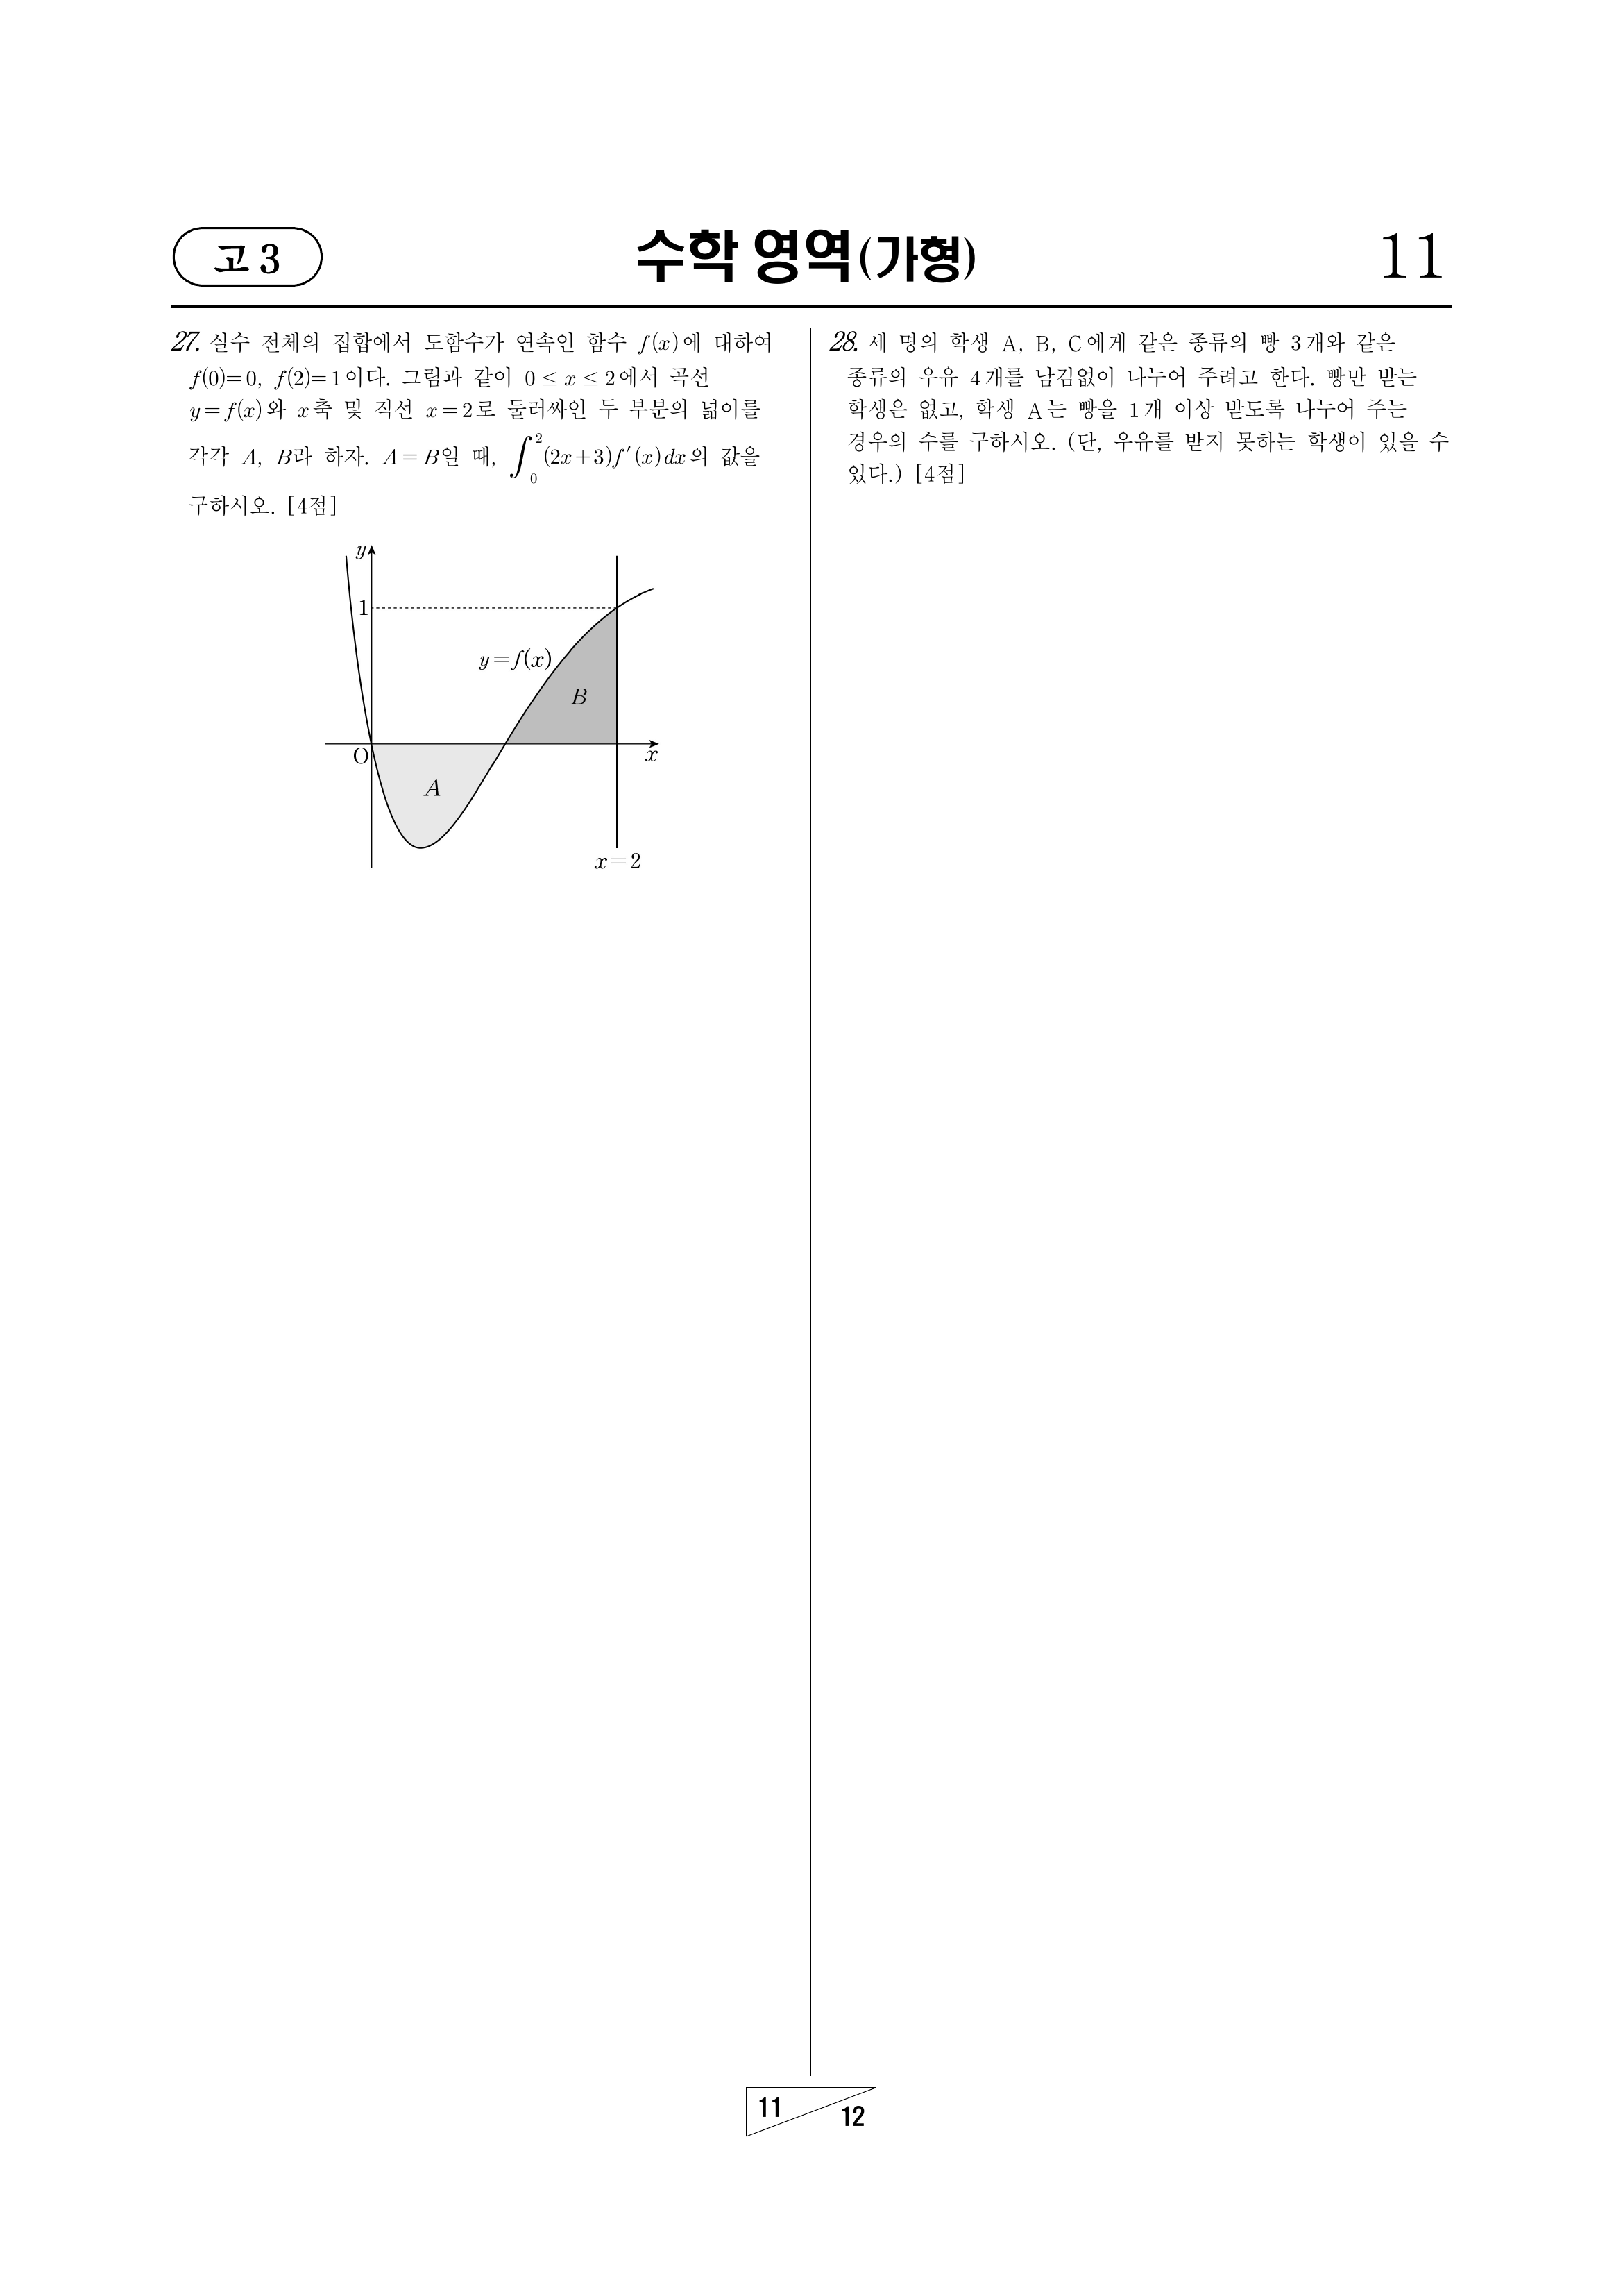 고 3
수학 영역(가형)
11
27. 실수 전체의 집합에서 도함수가 연속인 함수 f(x)에 대하여
f(0)=0, f(2)=1이다. 그림과 같이 0≤x≤2에서 곡선
y=f(x)와 x축 및 직선 x=2로 둘러싸인 두 부분의 넓이를
각각 A, B라 하자. A=B일 때, ∫₀²(2x+3)f′(x)dx의 값을
구하시오. [4점]
y
1
y=f(x)
B
O
x
A
x=2
28. 세 명의 학생 A, B, C에게 같은 종류의 빵 3개와 같은
종류의 우유 4개를 남김없이 나누어 주려고 한다. 빵만 받는
학생은 없고, 학생 A는 빵을 1개 이상 받도록 나누어 주는
경우의 수를 구하시오. (단, 우유를 받지 못하는 학생이 있을 수
있다.) [4점]
11
12